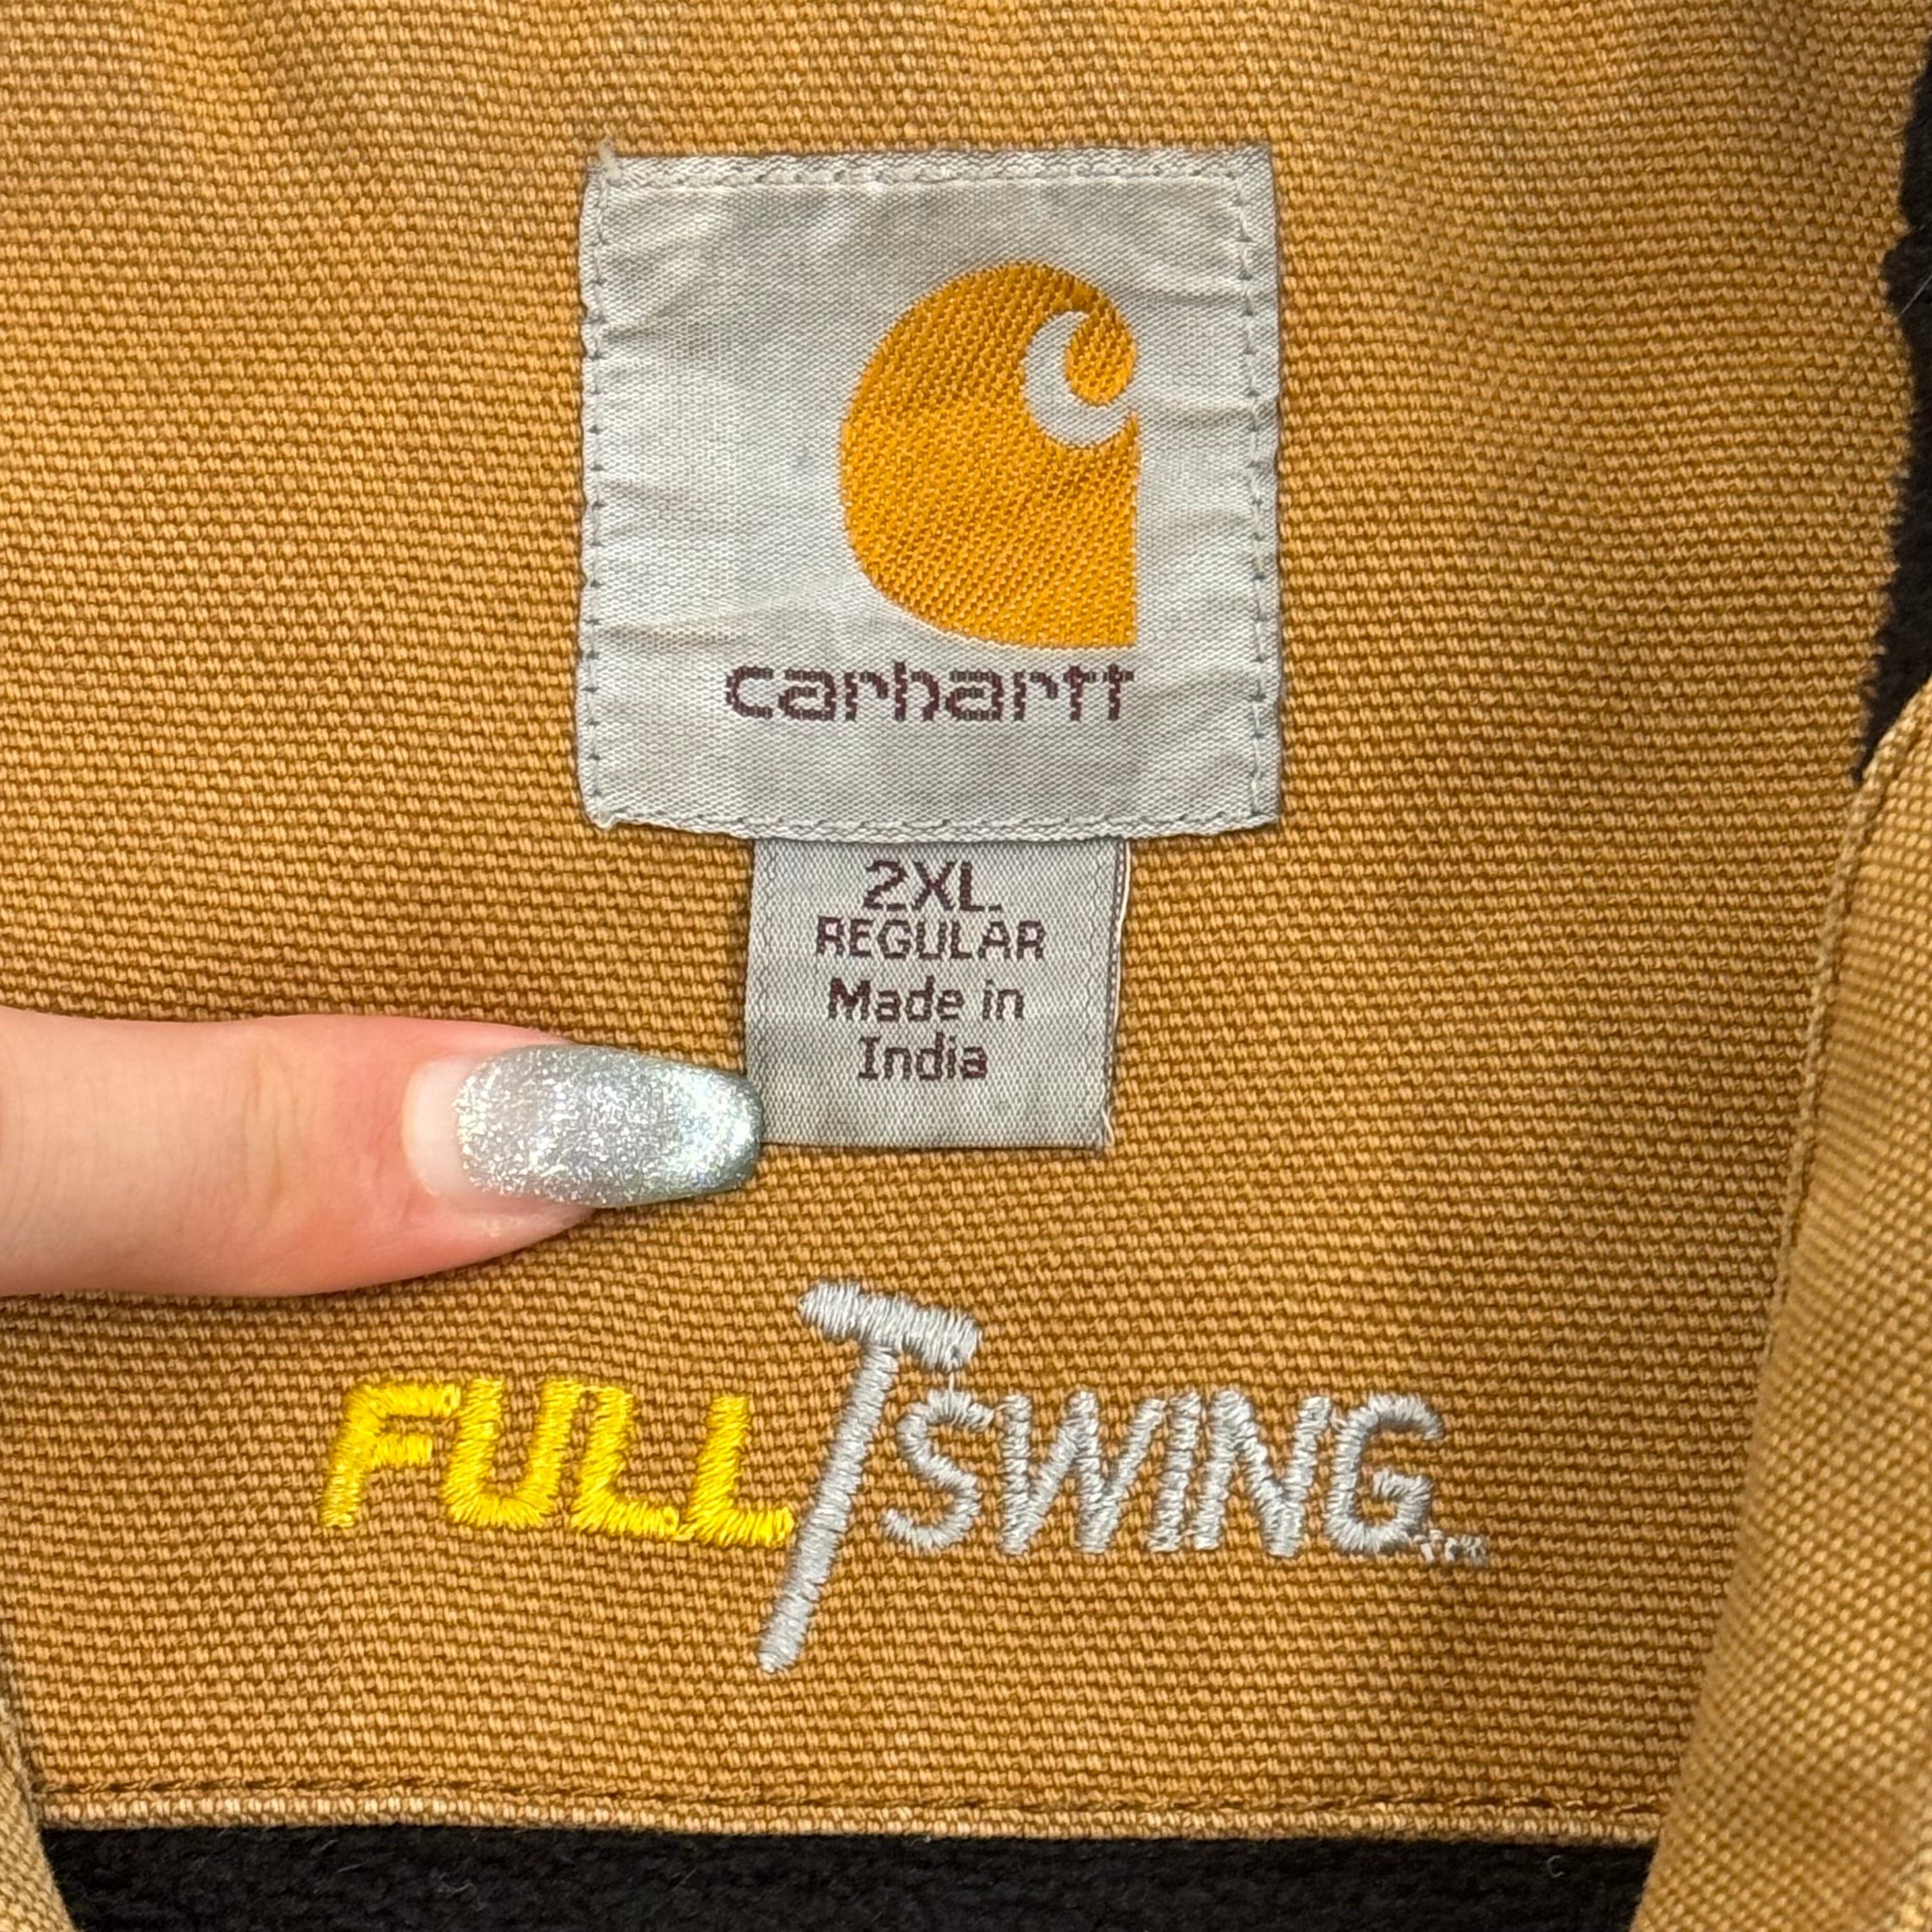 carhartt
2XL
REGULAR
Made in
India
FULL SWING